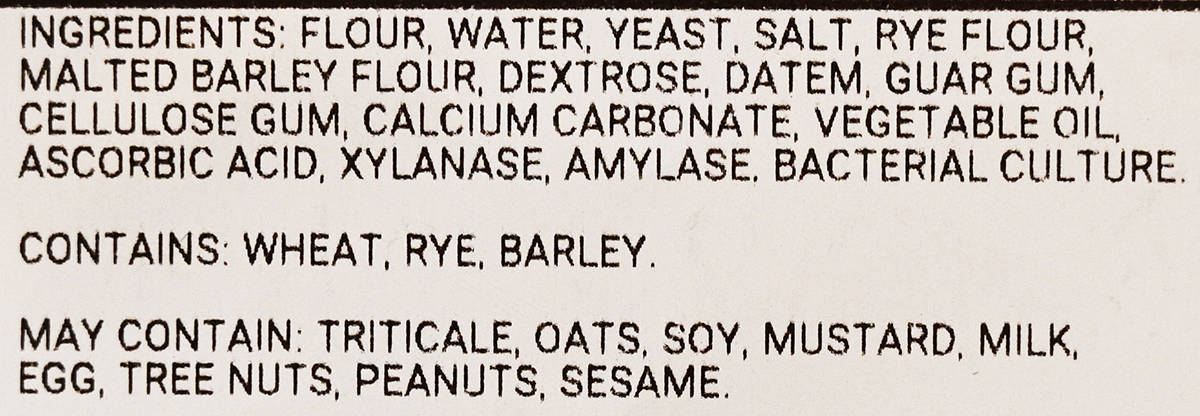 INGREDIENTS: FLOUR, WATER, YEAST, SALT, RYE FLOUR,
MALTED BARLEY FLOUR, DEXTROSE, DATEM, GUAR GUM,
CELLULOSE GUM, CALCIUM CARBONATE, VEGETABLE OIL,
ASCORBIC ACID, XYLANASE, AMYLASE, BACTERIAL CULTURE.
CONTAINS: WHEAT, RYE, BARLEY.
MAY CONTAIN: TRITICALE, OATS, SOY, MUSTARD, MILK,
EGG, TREE NUTS, PEANUTS, SESAME.